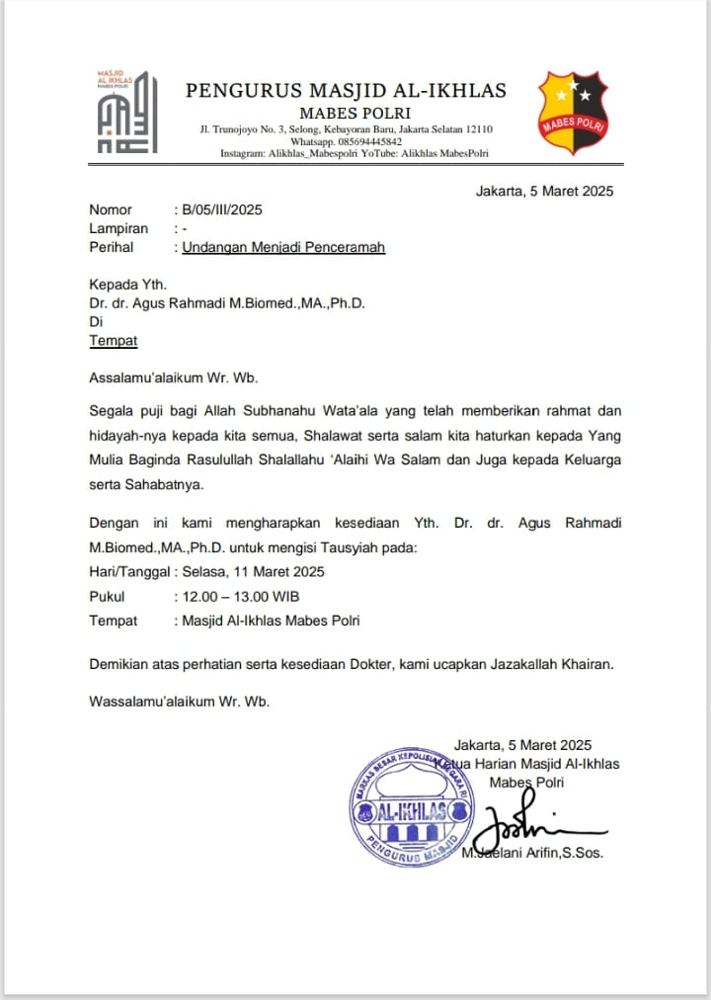 MASJID
AL IKHLAS
MABES POLRI
PENGURUS MASJID AL-IKHLAS
MABES POLRI
Jl. Trunojoyo No. 3, Selong, Kebayoran Baru, Jakarta Selatan 12110
Whatsapp. 085694445842
Instagram: Alikhlas_Mabespolri YoTube: Alikhlas MabesPolri
MABES POLRI
Jakarta, 5 Maret 2025
Nomor : B/05/III/2025
Lampiran : -
Perihal : Undangan Menjadi Penceramah
Kepada Yth.
Dr. dr. Agus Rahmadi M.Biomed.,MA.,Ph.D.
Di
Tempat
Assalamu’alaikum Wr. Wb.
Segala puji bagi Allah Subhanahu Wata’ala yang telah memberikan rahmat dan
hidayah-nya kepada kita semua, Shalawat serta salam kita haturkan kepada Yang
Mulia Baginda Rasulullah Shalallahu ‘Alaihi Wa Salam dan Juga kepada Keluarga
serta Sahabatnya.
Dengan ini kami mengharapkan kesediaan Yth. Dr. dr. Agus Rahmadi
M.Biomed.,MA.,Ph.D. untuk mengisi Tausyiah pada:
Hari/Tanggal : Selasa, 11 Maret 2025
Pukul : 12.00 – 13.00 WIB
Tempat : Masjid Al-Ikhlas Mabes Polri
Demikian atas perhatian serta kesediaan Dokter, kami ucapkan Jazakallah Khairan.
Wassalamu’alaikum Wr. Wb.
Jakarta, 5 Maret 2025
Ketua Harian Masjid Al-Ikhlas
Mabes Polri
MARKAS BESAR KEPOLISIAN NEGARA RI
AL-IKHLAS
PENGURUS MASJID
M.Jaelani Arifin,S.Sos.